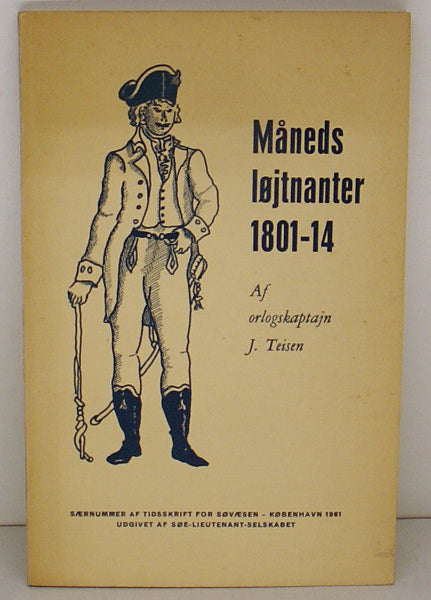 Måneds
løjtnanter
1801-14
Af
orlogskaptajn
J. Teisen
SÆRNUMMER AF TIDSSKRIFT FOR SØVÆSEN - KØBENHAVN 1961
UDGIVET AF SØE-LIEUTENANT-SELSKABET